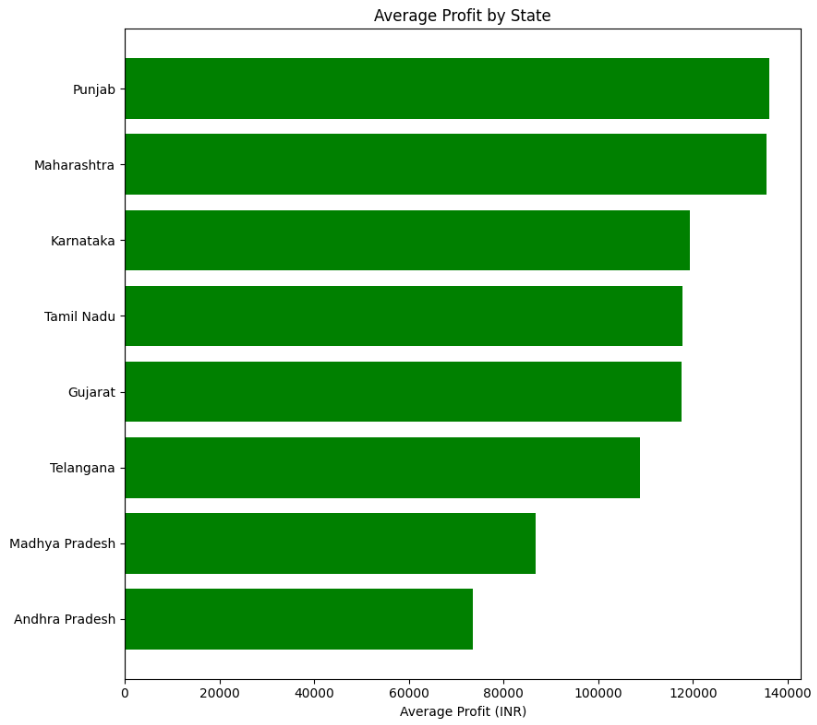 Average Profit by State
Punjab
Maharashtra
Karnataka
Tamil Nadu
Gujarat
Telangana
Madhya Pradesh
Andhra Pradesh
0 20000 40000 60000 80000 100000 120000 140000
Average Profit (INR)